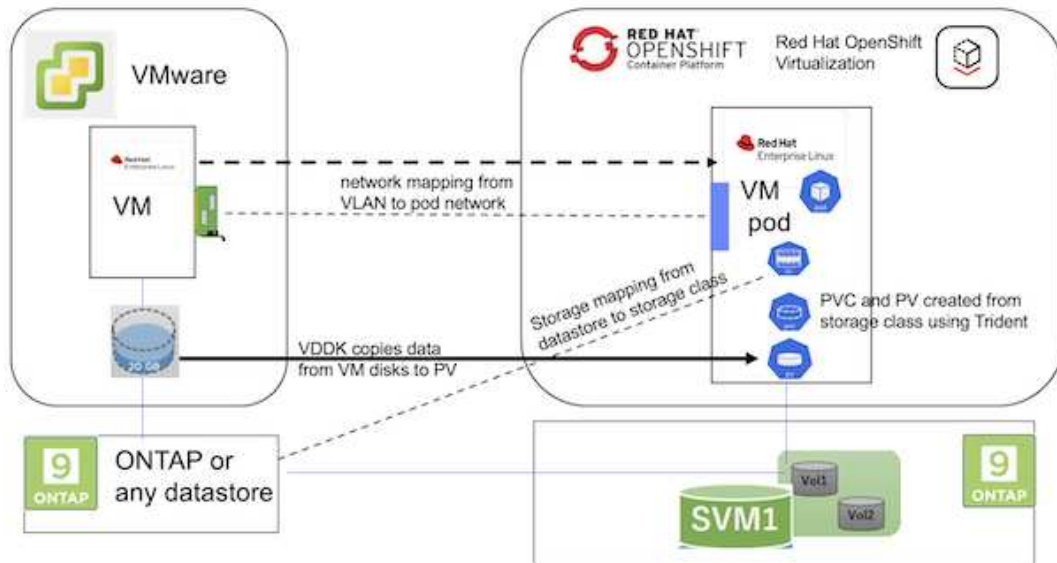 VMware
RED HAT
OPENSHIFT
Container Platform
Red Hat OpenShift
Virtualization
Red Hat
Enterprise Linux
VM
network mapping from
VLAN to pod network
Red Hat
Enterprise Linux
VM
pod
Storage mapping from
datastore to storage class
PVC and PV created from
storage class using Trident
VDDK copies data
from VM disks to PV
9
ONTAP
ONTAP or
any datastore
SVM1
Vol1
Vol2
9
ONTAP